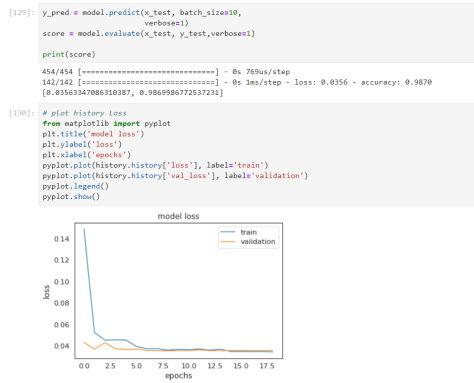 [129]: y_pred = model.predict(x_test, batch_size=10,
verbose=1)
score = model.evaluate(x_test, y_test,verbose=1)
print(score)
454/454 [==============================] - 0s 769us/step
142/142 [==============================] - 0s 1ms/step - loss: 0.0356 - accuracy: 0.9870
[0.03563347086310387, 0.9869986772537231]
[130]: # plot history Loss
from matplotlib import pyplot
plt.title('model loss')
plt.ylabel('loss')
plt.xlabel('epochs')
pyplot.plot(history.history['loss'], label='train')
pyplot.plot(history.history['val_loss'], label='validation')
pyplot.legend()
pyplot.show()
model loss
train
validation
0.14
0.12
0.10
0.08
0.06
0.04
loss
0.0 2.5 5.0 7.5 10.0 12.5 15.0 17.5
epochs